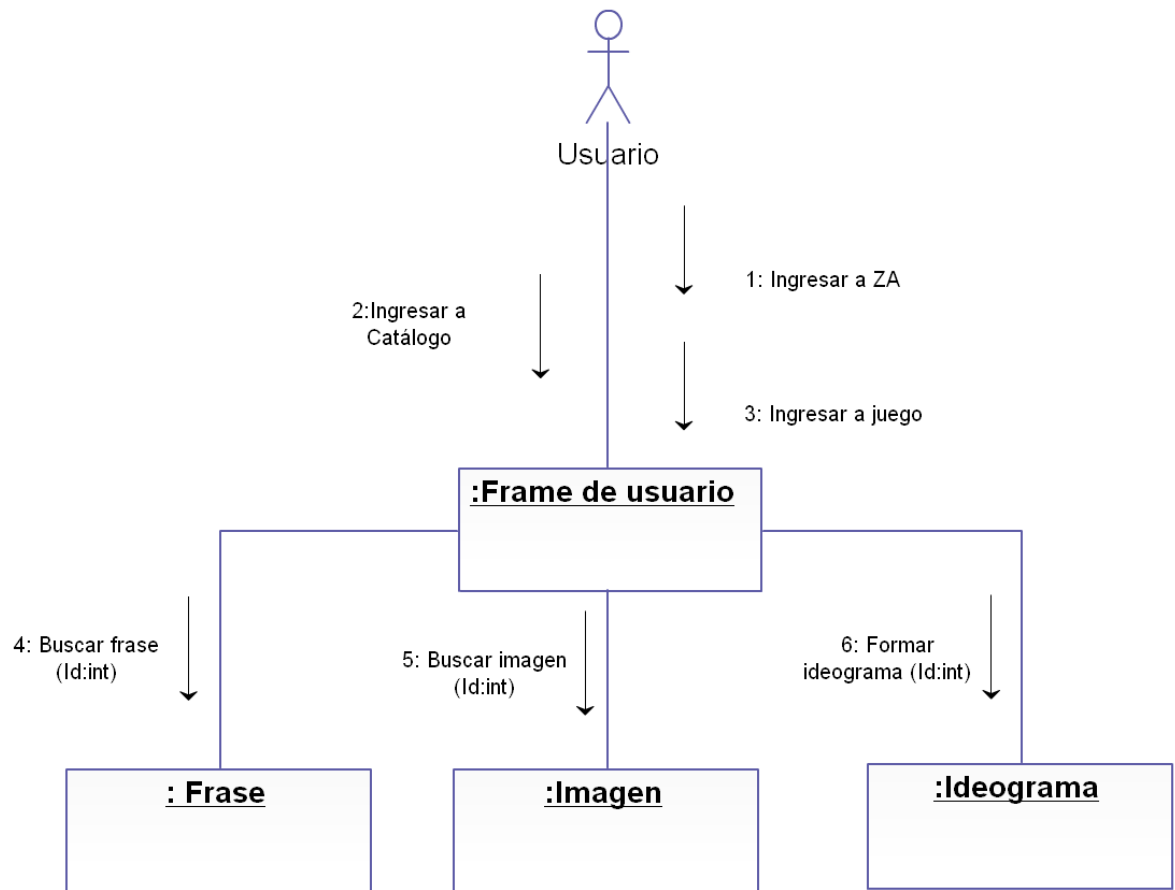 Usuario
1: Ingresar a ZA
2:Ingresar a
Catálogo
3: Ingresar a juego
:Frame de usuario
4: Buscar frase
(Id:int)
5: Buscar imagen
(Id:int)
6: Formar
ideograma (Id:int)
: Frase
:Imagen
:Ideograma